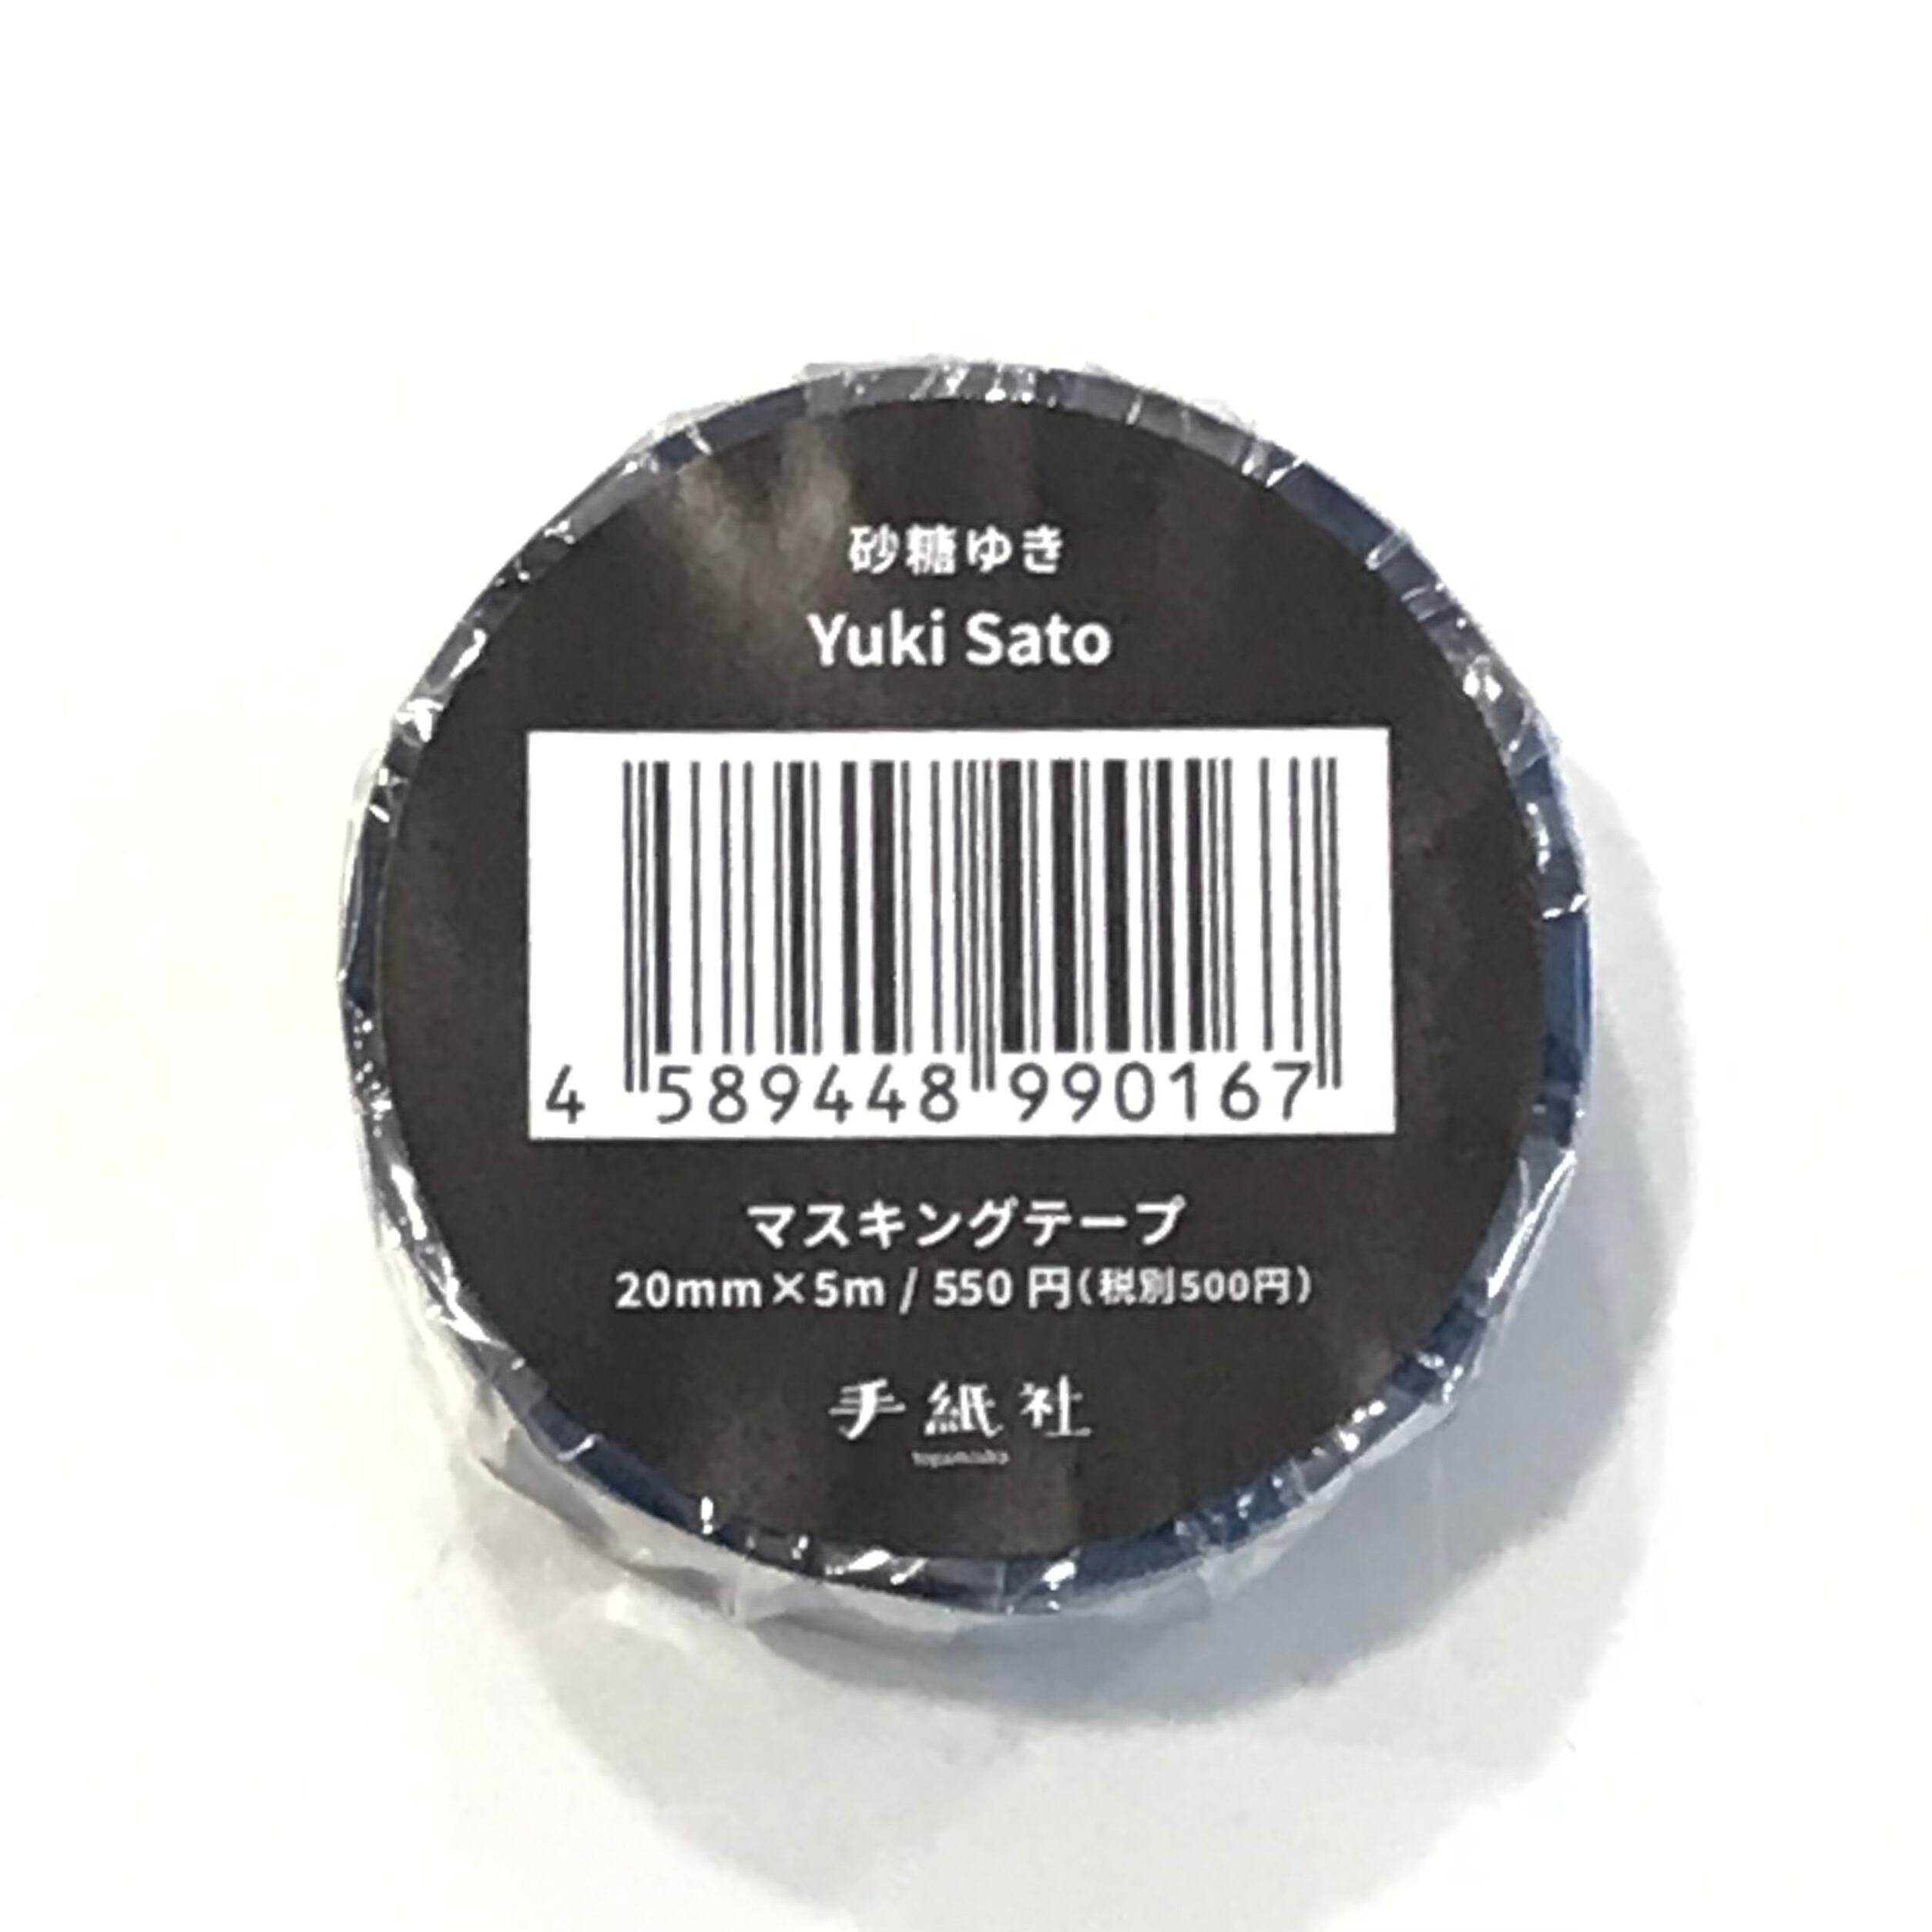 砂糖ゆき
Yuki Sato
4 589448 990167
マスキングテープ
20mm×5m / 550 円(税別500円)
手紙社